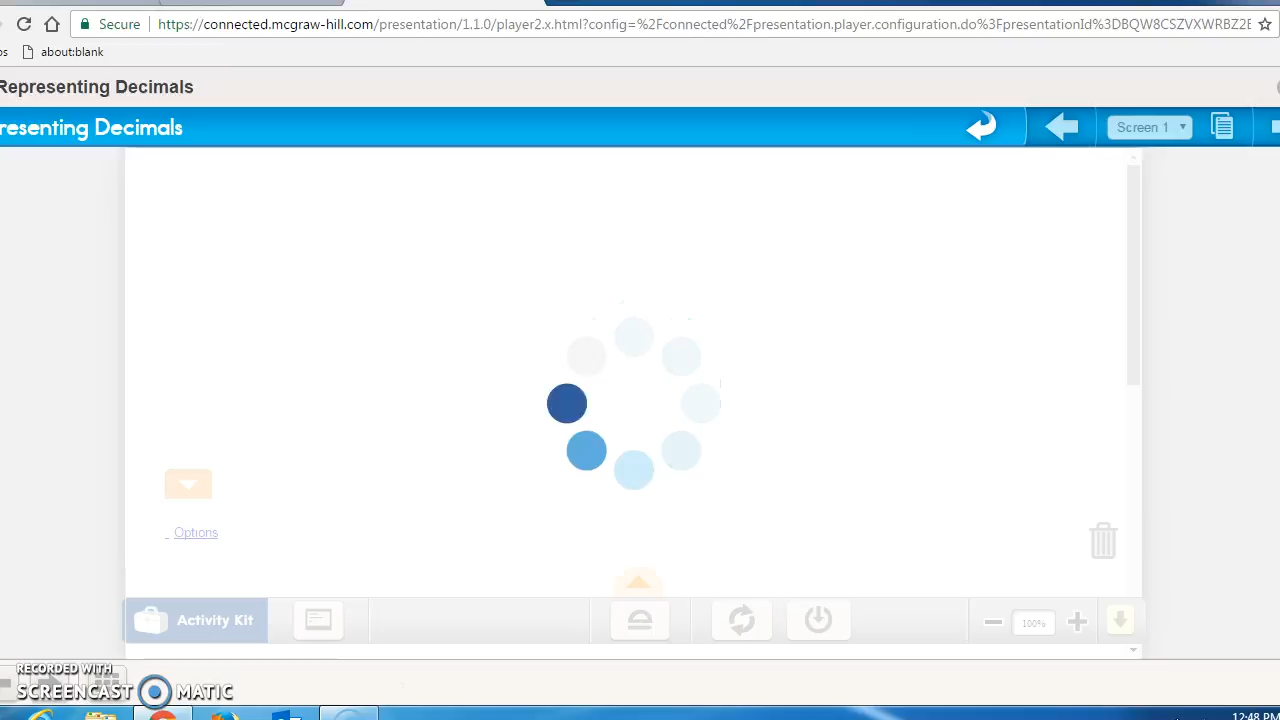 Secure
https://connected.mcgraw-hill.com/presentation/1.1.0/player2.x.html?config=%2Fconnected%2Fpresentation.player.configuration.do%3FpresentationId%3DBQW8CSZVXWRBZ2E
ps about:blank
Representing Decimals
resenting Decimals
Screen 1
Options
Activity Kit
100%
RECORDED WITH
SCREENCAST MATIC
12:48 PM